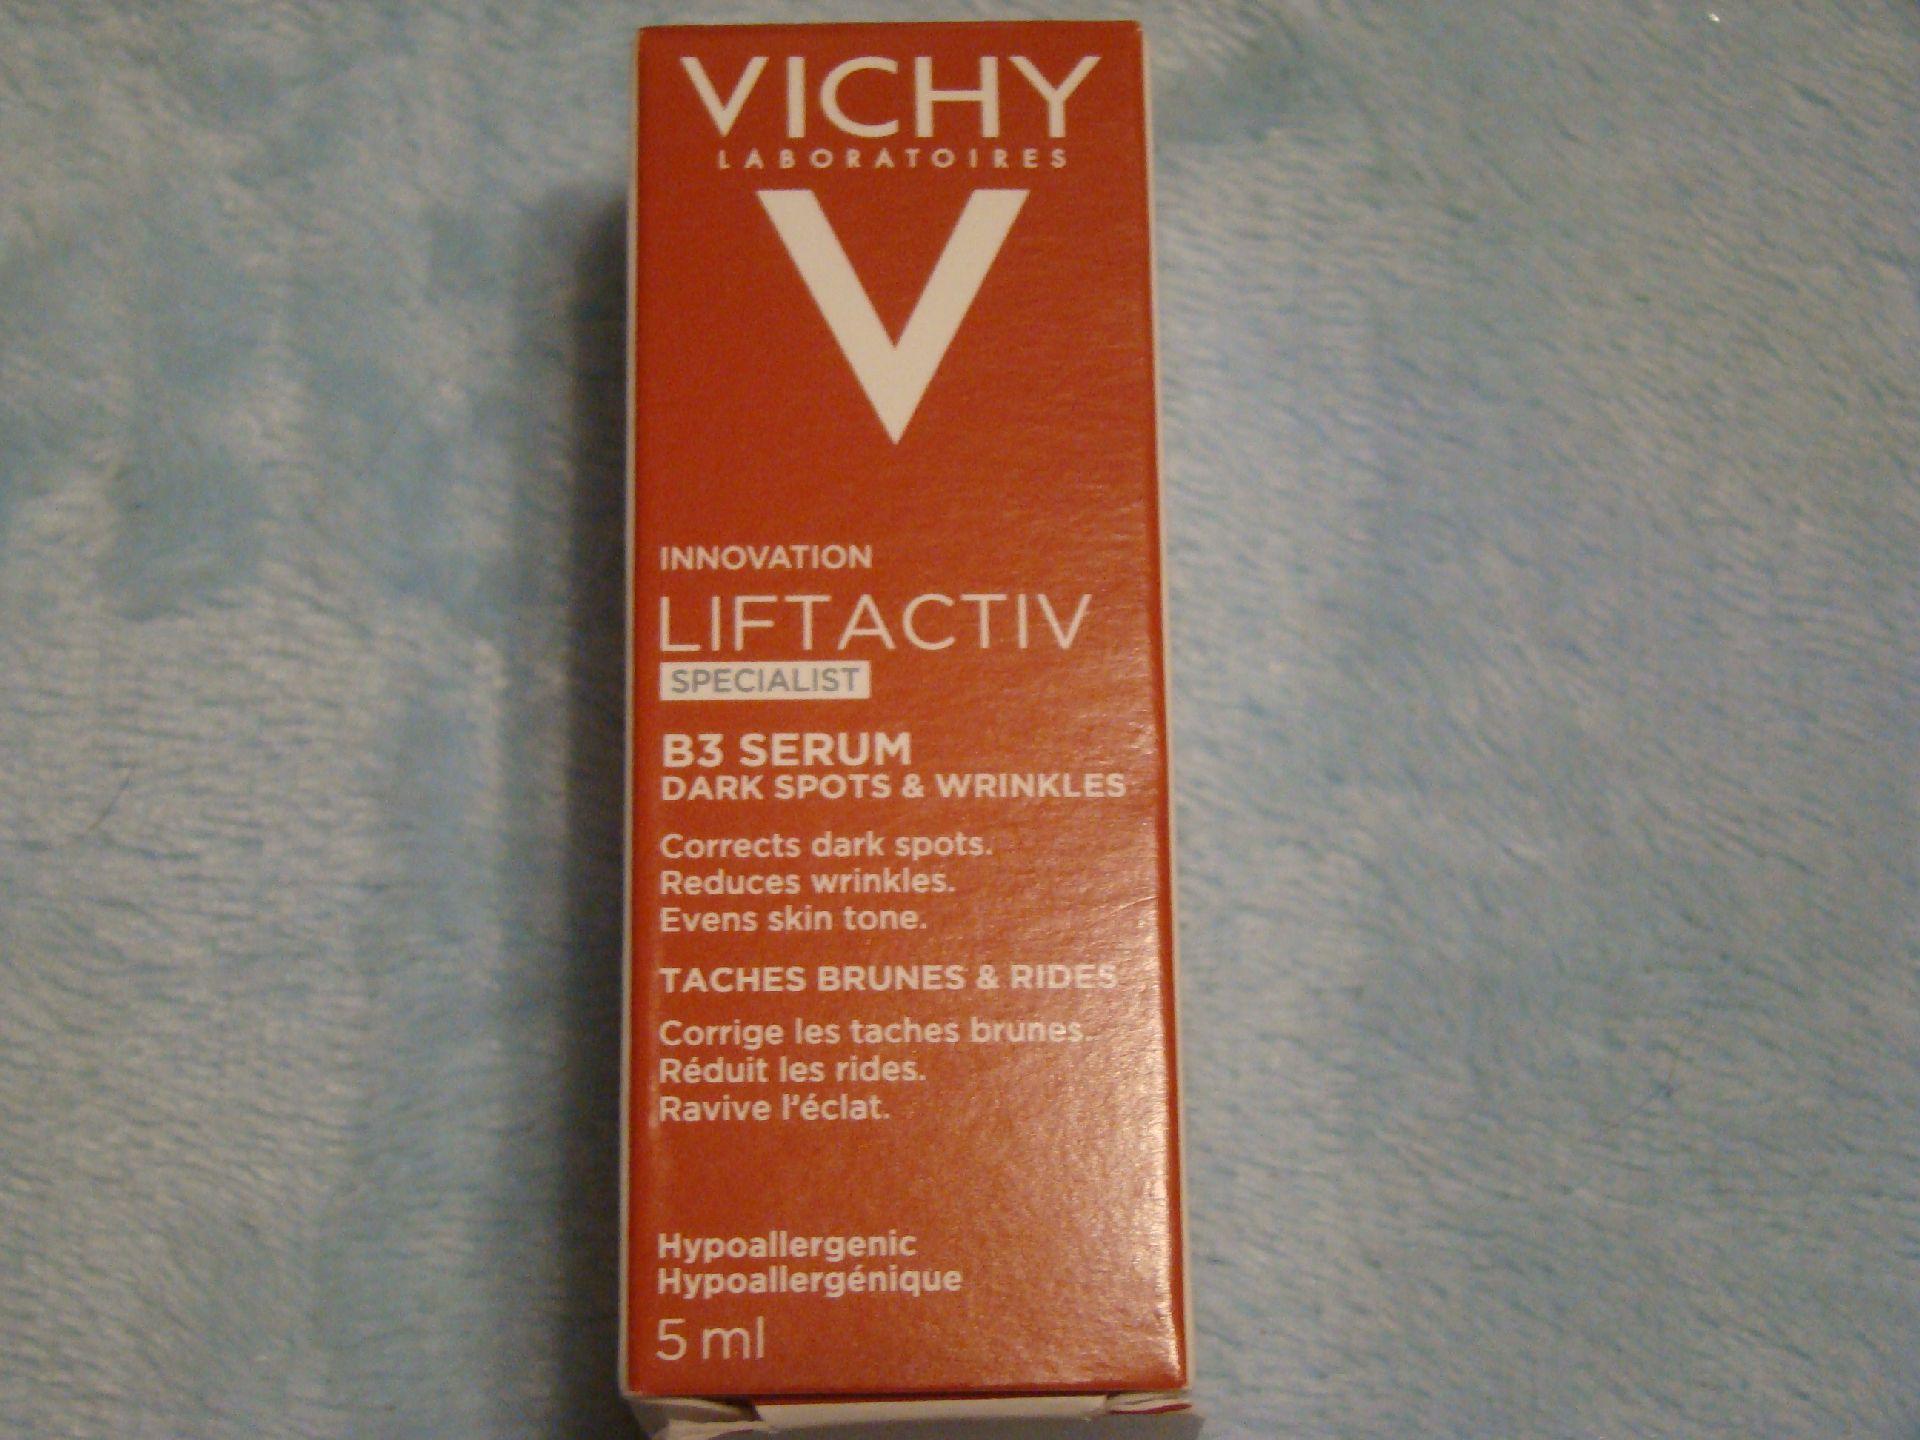 VICHY
LABORATOIRES
V
INNOVATION
LIFTACTIV
SPECIALIST
B3 SERUM
DARK SPOTS & WRINKLES
Corrects dark spots.
Reduces wrinkles.
Evens skin tone.
TACHES BRUNES & RIDES
Corrige les taches brunes.
Réduit les rides.
Ravive l'éclat.
Hypoallergenic
Hypoallergénique
5 ml